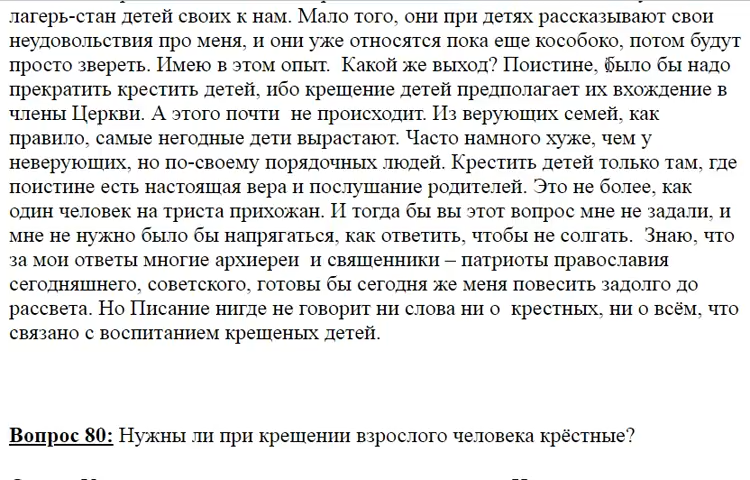 лагерь-стан детей своих к нам. Мало того, они при детях рассказывают свои
неудовольствия про меня, и они уже относятся пока еще кособоко, потом будут
просто звереть. Имею в этом опыт. Какой же выход? Поистине, было бы надо
прекратить крестить детей, ибо крещение детей предполагает их вхождение в
члены Церкви. А этого почти не происходит. Из верующих семей, как
правило, самые негодные дети вырастают. Часто намного хуже, чем у
неверующих, но по-своему порядочных людей. Крестить детей только там, где
поистине есть настоящая вера и послушание родителей. Это не более, как
один человек на триста прихожан. И тогда бы вы этот вопрос мне не задали, и
мне не нужно было бы напрягаться, как ответить, чтобы не солгать. Знаю, что
за мои ответы многие архиереи и священники – патриоты православия
сегодняшнего, советского, готовы бы сегодня же меня повесить задолго до
рассвета. Но Писание нигде не говорит ни слова ни о крестных, ни о всём, что
связано с воспитанием крещеных детей.
Вопрос 80: Нужны ли при крещении взрослого человека крёстные?